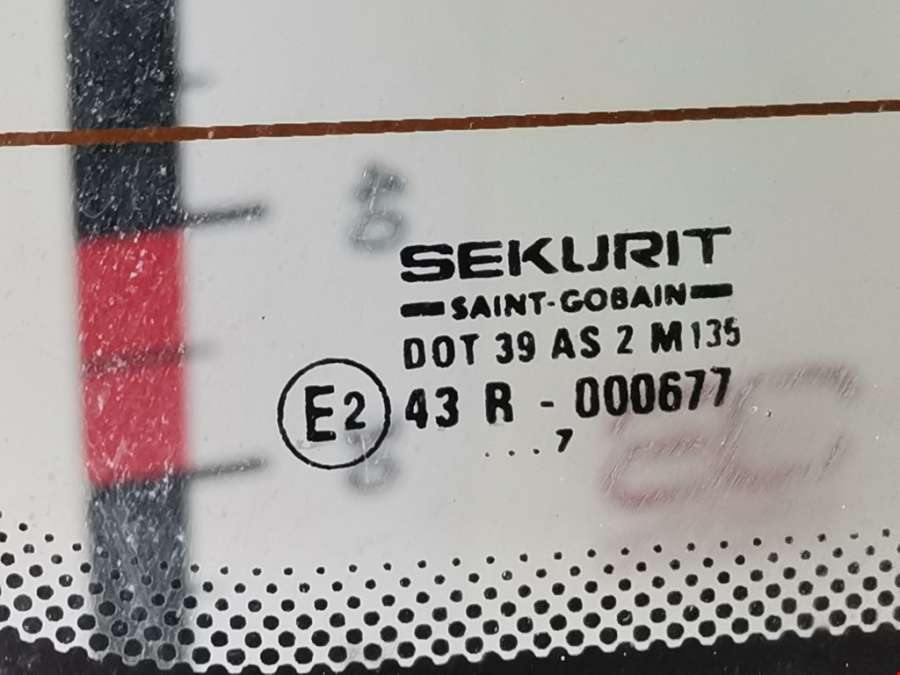 SEKURIT
SAINT-GOBAIN
DOT 39 AS 2 M135
E2 43 R - 000677
...7